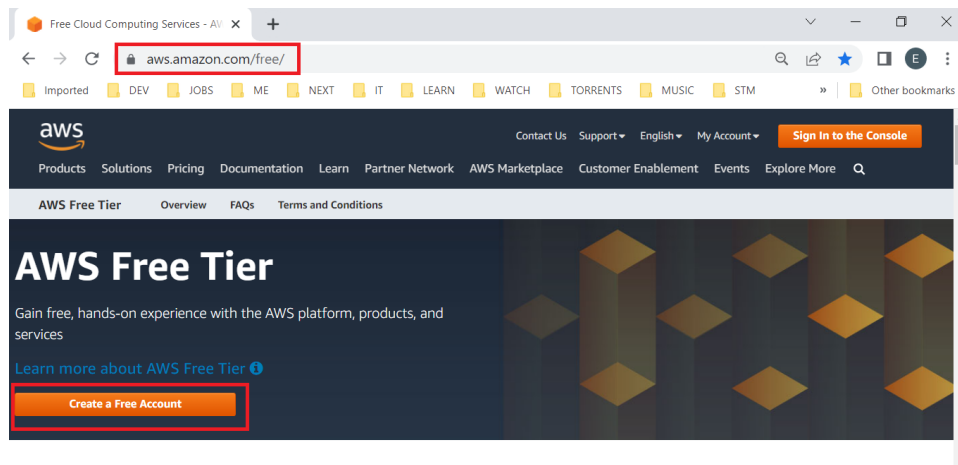 Free Cloud Computing Services - AW
aws.amazon.com/free/
E
Imported DEV JOBS ME NEXT IT LEARN WATCH TORRENTS MUSIC STM » Other bookmarks
aws
Contact Us Support English My Account Sign In to the Console
Products Solutions Pricing Documentation Learn Partner Network AWS Marketplace Customer Enablement Events Explore More
AWS Free Tier Overview FAQs Terms and Conditions
AWS Free Tier
Gain free, hands-on experience with the AWS platform, products, and
services
Learn more about AWS Free Tier
Create a Free Account